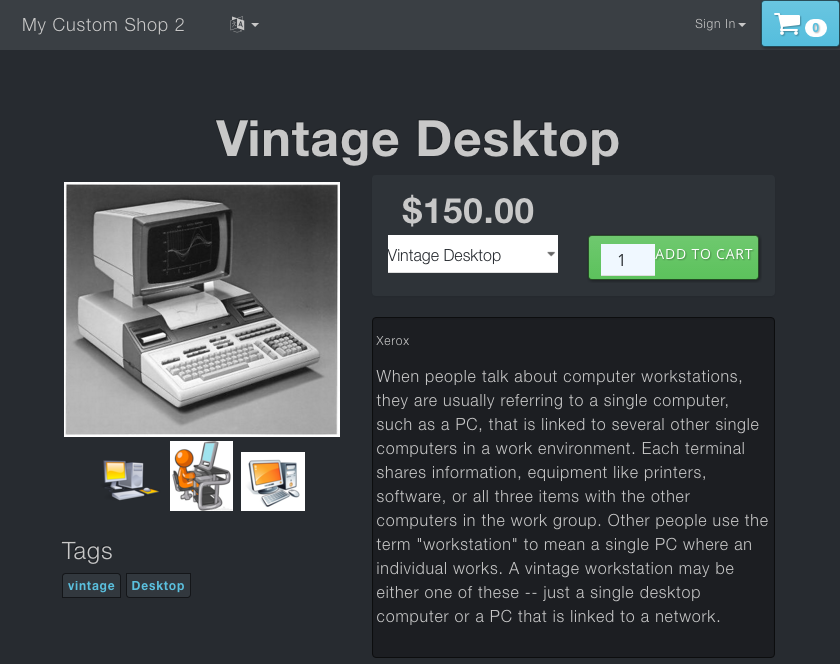 My Custom Shop 2
Sign In
0
Vintage Desktop
$150.00
Vintage Desktop
1
ADD TO CART
Xerox
When people talk about computer workstations,
they are usually referring to a single computer,
such as a PC, that is linked to several other single
computers in a work environment. Each terminal
shares information, equipment like printers,
software, or all three items with the other
computers in the work group. Other people use the
term "workstation" to mean a single PC where an
individual works. A vintage workstation may be
either one of these -- just a single desktop
computer or a PC that is linked to a network.
Tags
vintage
Desktop